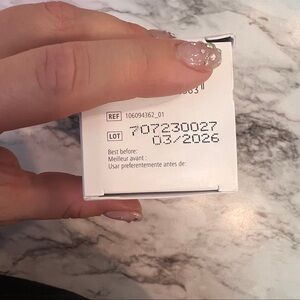 REF 106094362_01
LOT 707230027
03/2026
Best before:
Meilleur avant :
Usar preferentemente antes de: